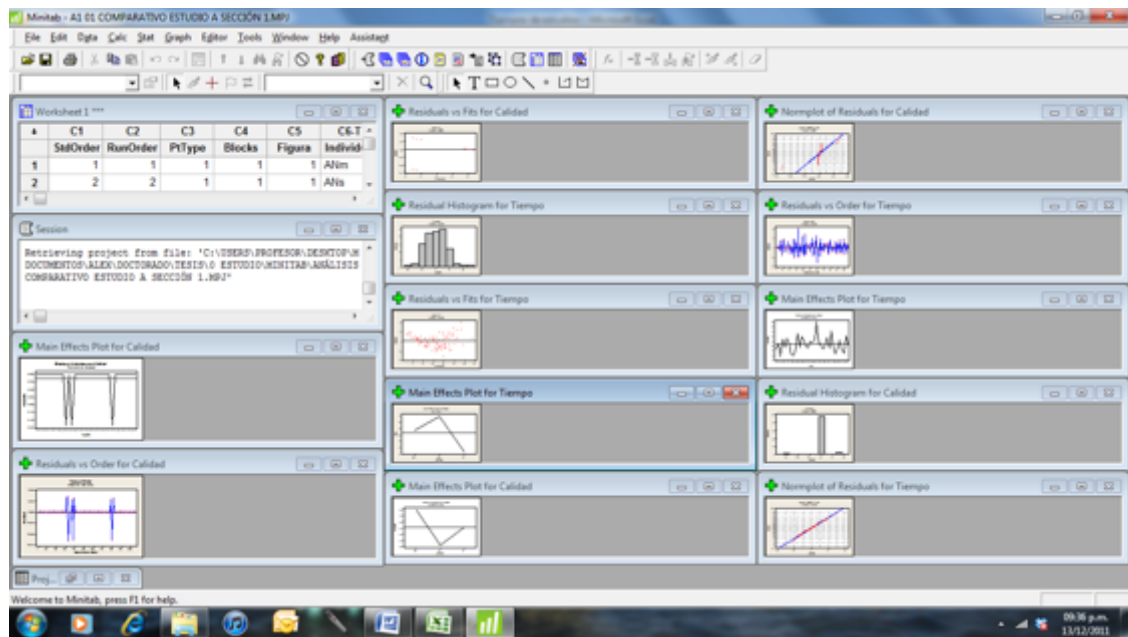 Minitab - A1 01 COMPARATIVO ESTUDIO A SECCIÓN 1.MPJ
File Edit Data Calc Stat Graph Editor Tools Window Help Assistant
Worksheet 1 ***
C1 C2 C3 C4 C5 C6-T
StdOrder RunOrder PtType Blocks Figura Individ
1 1 1 1 1 1 ANm
2 2 2 1 1 1 ANs
Session
Retrieving project from file: 'C:\USERS\PROFESOR\DESKTOP\M
DOCUMENTOS\ALEX\DOCTORADO\TESIS\0 ESTUDIO\MINITAB\ANÁLISIS
COMPARATIVO ESTUDIO A SECCIÓN 1.MPJ'
Main Effects Plot for Calidad
Residuals vs Order for Calidad
Residuals vs Fits for Calidad
Normplot of Residuals for Calidad
Residual Histogram for Tiempo
Residuals vs Order for Tiempo
Residuals vs Fits for Tiempo
Main Effects Plot for Tiempo
Main Effects Plot for Tiempo
Residual Histogram for Calidad
Main Effects Plot for Calidad
Normplot of Residuals for Tiempo
Proj...
Welcome to Minitab, press F1 for help.
09:36 p.m.
13/12/2011